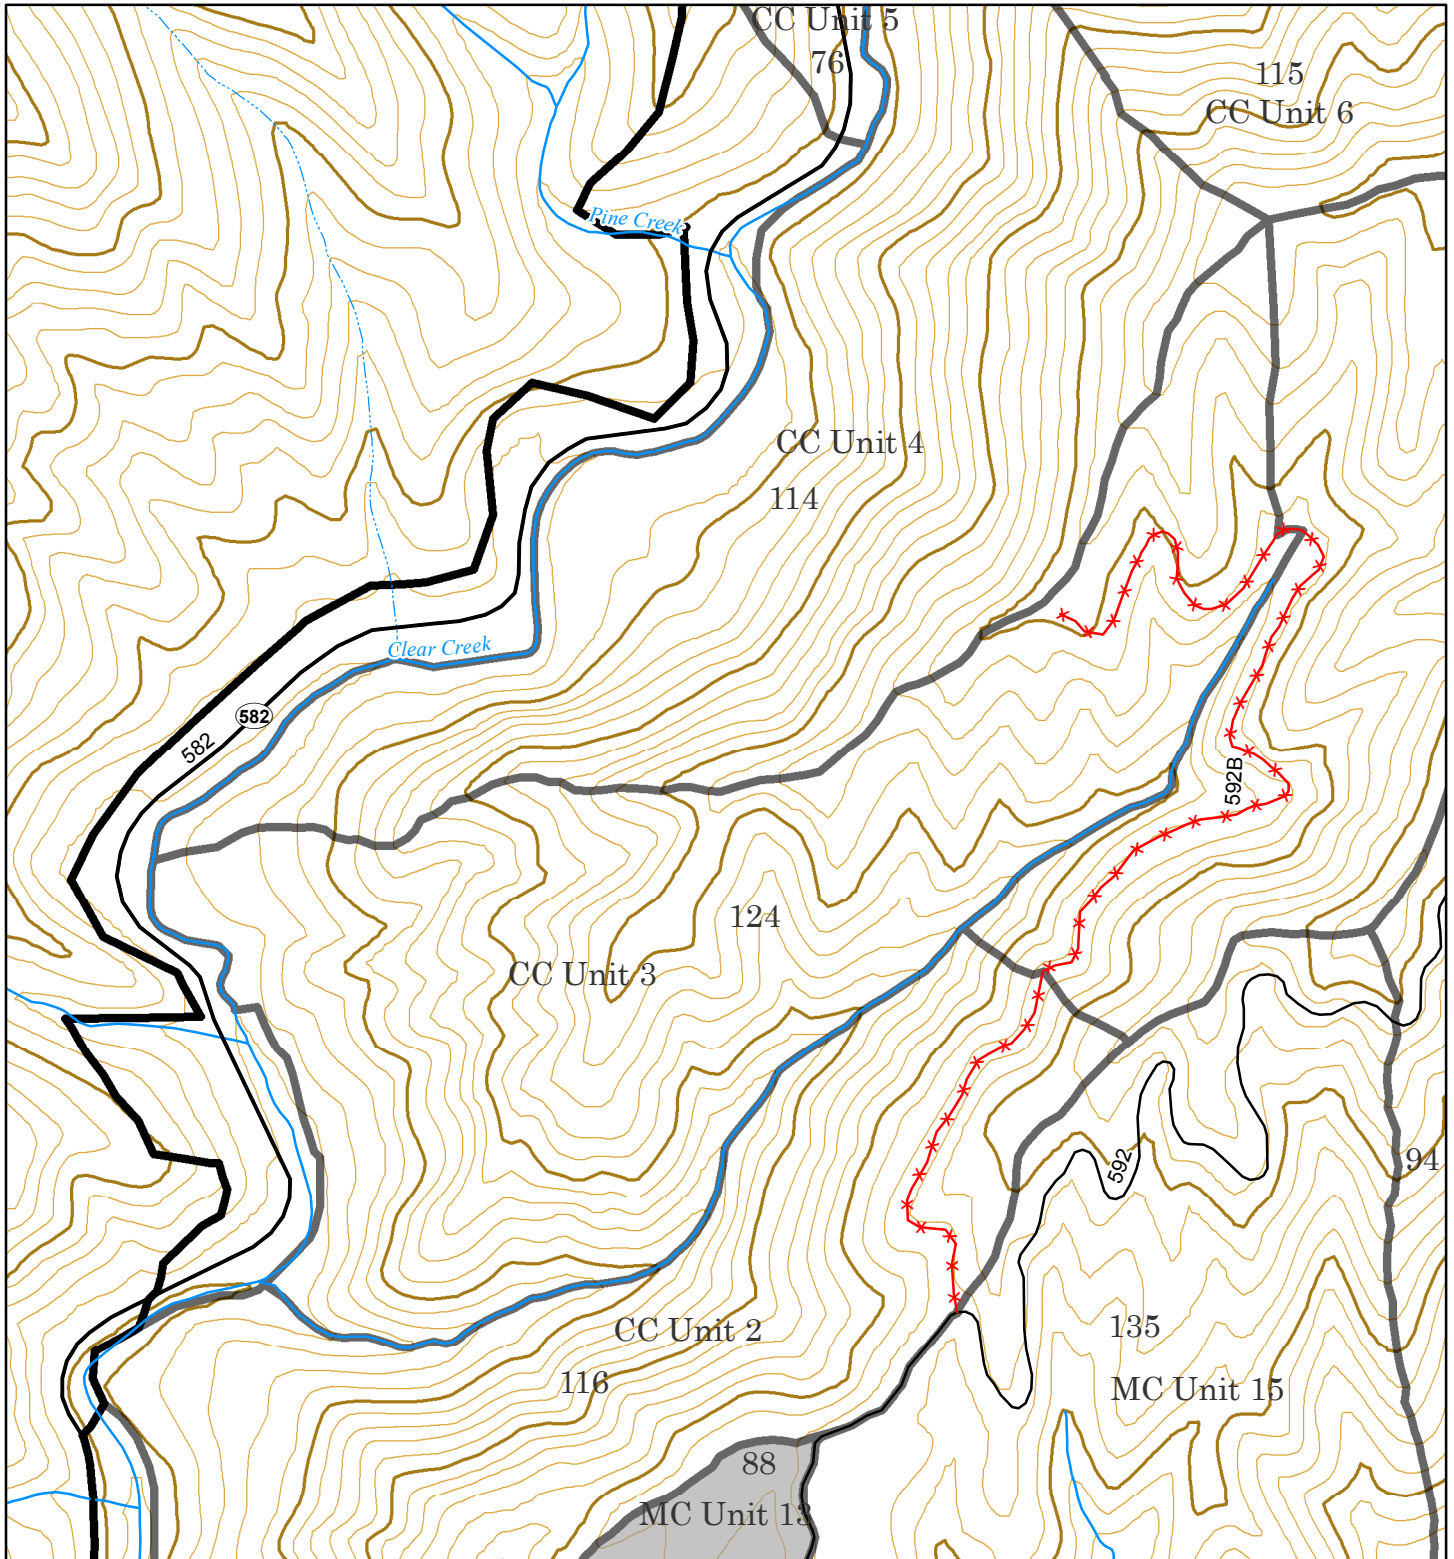 CC Unit 5
76
115
CC Unit 6
Pine Creek
CC Unit 4
114
Clear Creek
582
582
592B
124
CC Unit 3
592
94
CC Unit 2
116
135
MC Unit 15
88
MC Unit 13